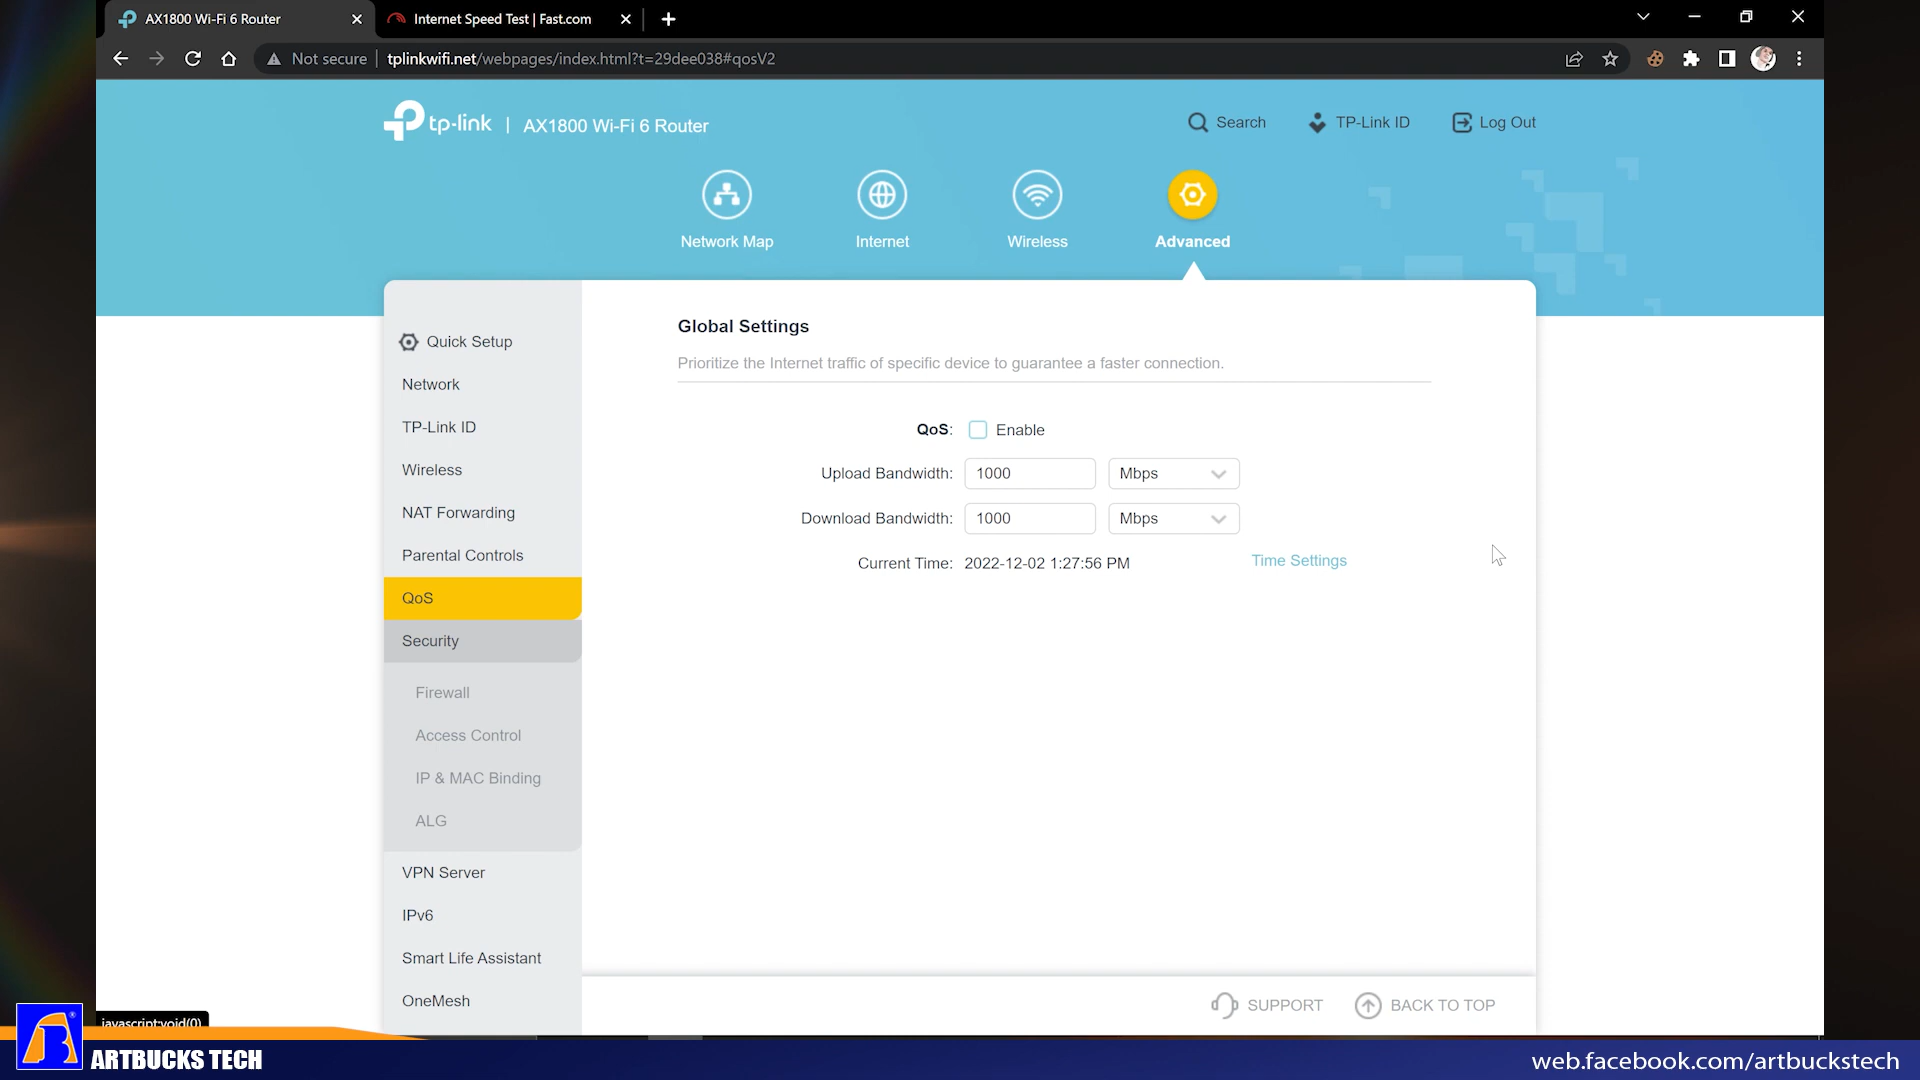 AX1800 Wi-Fi 6 Router
Internet Speed Test | Fast.com
Not secure
tplinkwifi.net/webpages/index.html?t=29dee038#qosV2
tp-link | AX1800 Wi-Fi 6 Router
Search
TP-Link ID
Log Out
Network Map
Internet
Wireless
Advanced
Quick Setup
Network
TP-Link ID
Wireless
NAT Forwarding
Parental Controls
QoS
Security
Firewall
Access Control
IP & MAC Binding
ALG
VPN Server
IPv6
Smart Life Assistant
OneMesh
Global Settings
Prioritize the Internet traffic of specific device to guarantee a faster connection.
QoS: Enable
Upload Bandwidth: 1000 Mbps
Download Bandwidth: 1000 Mbps
Current Time: 2022-12-02 1:27:56 PM Time Settings
SUPPORT
BACK TO TOP
javascript:void(0)
ARTBUCKS TECH
web.facebook.com/artbuckstech